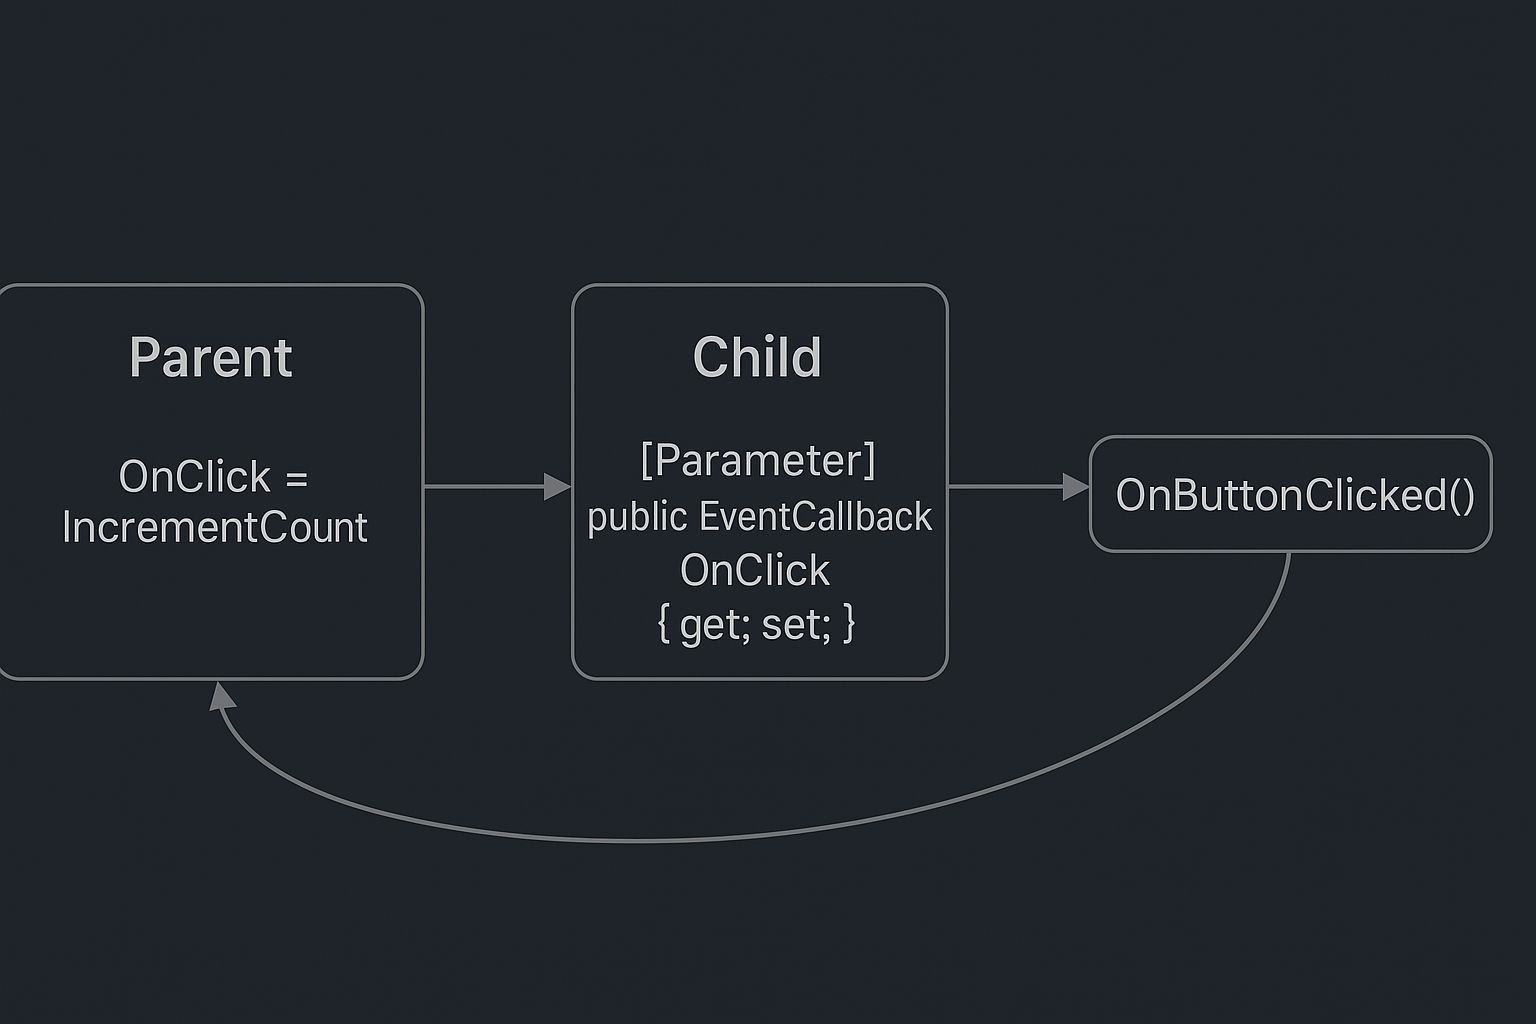 Parent
OnClick =
IncrementCount
Child
[Parameter]
public EventCallback
OnClick
{ get; set; }
OnButtonClicked()